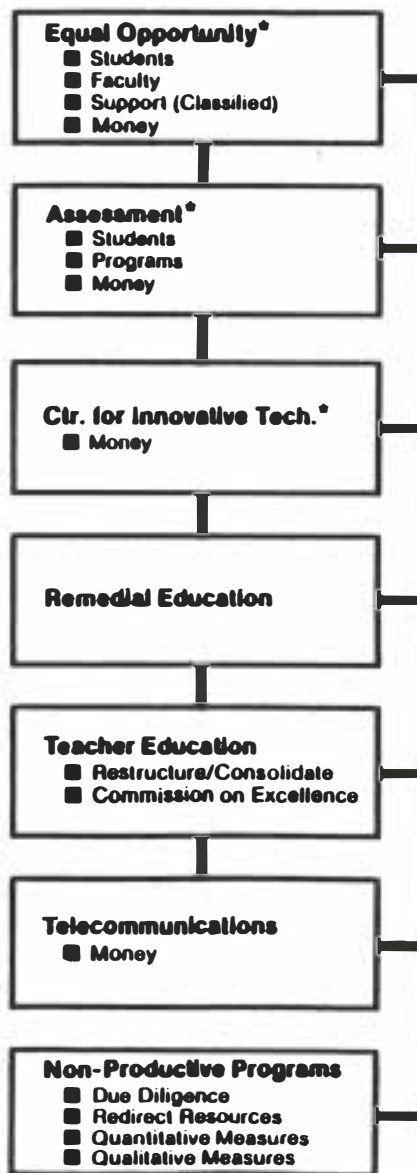 Equal Opportunity*
■ Students
■ Faculty
■ Support (Classified)
■ Money
Assessment*
■ Students
■ Programs
■ Money
Ctr. for Innovative Tech.*
■ Money
Remedial Education
Teacher Education
■ Restructure/Consolidate
■ Commission on Excellence
Telecommunications
■ Money
Non-Productive Programs
■ Due Diligence
■ Redirect Resources
■ Quantitative Measures
■ Qualitative Measures